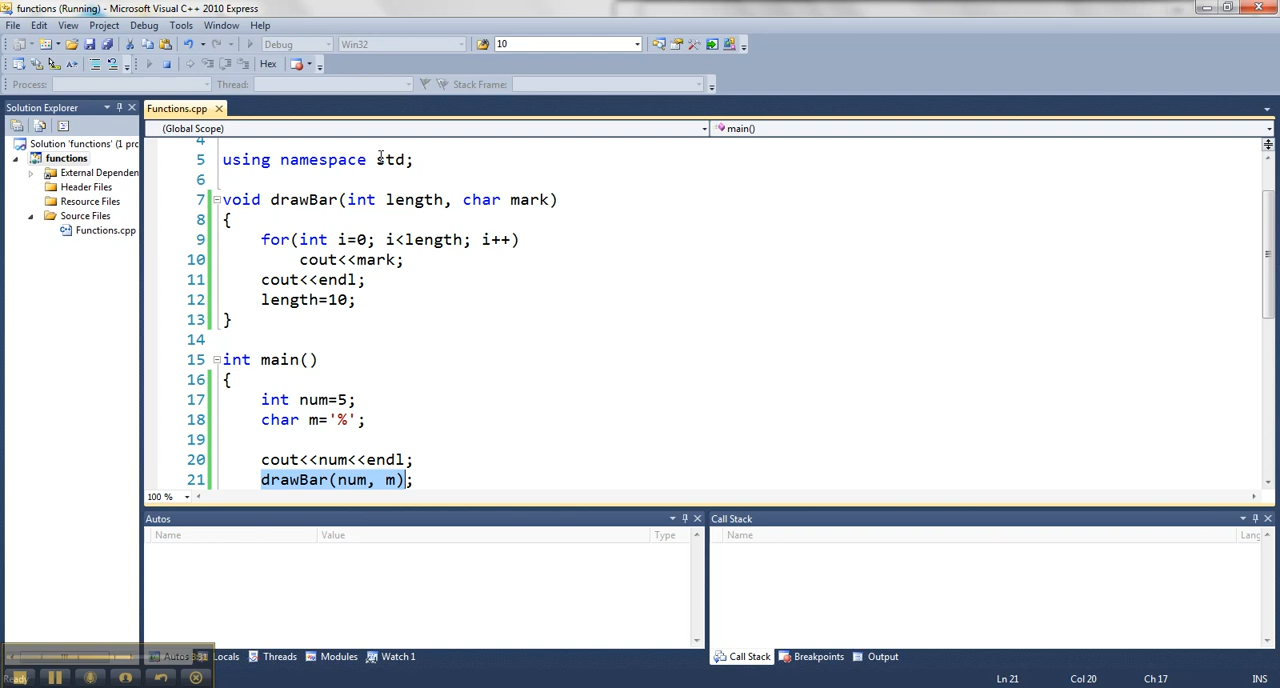 functions (Running) - Microsoft Visual C++ 2010 Express
File Edit View Project Debug Tools Window Help
Debug Win32 10
Hex
Process: Thread: Stack Frame:
Solution Explorer
Functions.cpp
(Global Scope) main()
Solution 'functions' (1 proj
functions
External Dependen
Header Files
Resource Files
Source Files
Functions.cpp
4
5 using namespace std;
6
7 void drawBar(int length, char mark)
8 {
9 for(int i=0; i<length; i++)
10 cout<<mark;
11 cout<<endl;
12 length=10;
13 }
14
15 int main()
16 {
17 int num=5;
18 char m='%';
19
20 cout<<num<<endl;
21 drawBar(num, m);
100 %
Autos
Name Value Type
Call Stack
Name Lang
Autos Locals Threads Modules Watch 1
Call Stack Breakpoints Output
Ready Ln 21 Col 20 Ch 17 INS